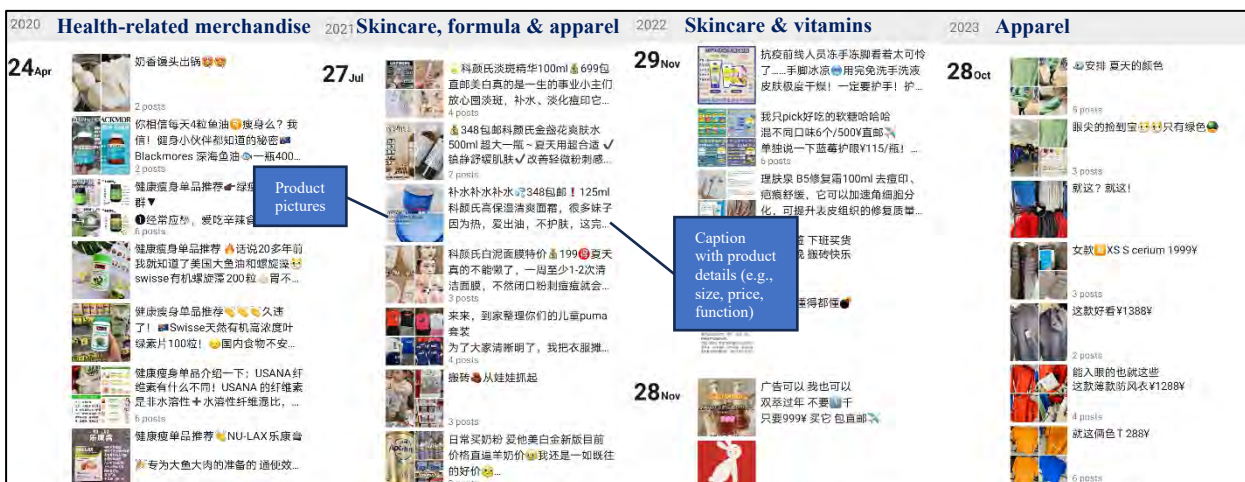 2020 Health-related merchandise
24 Apr
奶香馒头出锅
2 posts
你相信每天4粒鱼油瘦身么?我
信!健身小伙伴都知道的秘密
Blackmores 深海鱼油 一瓶400...
2 posts
健康瘦身单品推荐
群▼
❶经常应酬,爱吃辛辣食
6 posts
健康瘦身单品推荐 话说20多年前
我就知道了美国大鱼油和螺旋藻
swisse有机螺旋藻200粒 胃不...
健康瘦身单品推荐 久违
了! Swisse天然有机高浓度叶
绿素片100粒! 国内食物不安...
健康瘦身单品介绍一下:USANA纤
维素有什么不同!USANA 的纤维素
是非水溶性+水溶性纤维混比,...
6 posts
健康瘦单品推荐 NU-LAX乐康膏
专为大鱼大肉的准备的 通便效...
Product
pictures
2021 Skincare, formula & apparel
27 Jul
科颜氏淡斑精华100ml 699包
直邮美白真的是一生的事业小主们
放心囤淡斑、补水、淡化痘印它...
4 posts
348包邮科颜氏金盏花爽肤水
500ml 超大一瓶~夏天用超合适 ✓
镇静舒缓肌肤✓改善轻微粉刺感...
2 posts
补水补水补水 348包邮!125ml
科颜氏高保湿清爽面霜,很多妹子
因为热,爱出油,不护肤,这完...
科颜氏白泥面膜特价 199 夏天
真的不能懒了,一周至少1-2次清
洁面膜,不然闭口粉刺痘痘就会...
3 posts
来来,到家整理你们的儿童puma
套装
为了大家清晰明了,我把衣服摊...
4 posts
搬砖 从娃娃抓起
3 posts
日常买奶粉 爱他美白金新版目前
价格直逼羊奶价 我还是一如既往
的好价 ...
Caption
with product
details (e.g.,
size, price,
function)
2022 Skincare & vitamins
29 Nov
抗疫前线人员冻手冻脚看着太可怜
了......手脚冰凉 用完免洗手洗液
皮肤极度干燥!一定要护手!护...
我只pick好吃的软糖哈哈哈
混不同口味6个/500¥直邮
单独说一下蓝莓护眼¥115/瓶!...
6 posts
理肤泉 B5修复霜100ml 去痘印、
疤痕舒缓,它可以加速角细胞分
化,可提升表皮组织的修复质量...
下班买货
搬砖快乐
懂得都懂
28 Nov
广告可以 我也可以
双萃过年 不要 千
只要999¥ 买它 包直邮
2023 Apparel
28 Oct
安排 夏天的颜色
6 posts
眼尖的捡到宝 只有绿色
3 posts
就这?就这!
女款 XS S cerium 1999¥
3 posts
这款好看¥1388¥
2 posts
能入眼的也就这些
这款薄款防风衣¥1288¥
4 posts
就这俩色 T 288¥
6 posts